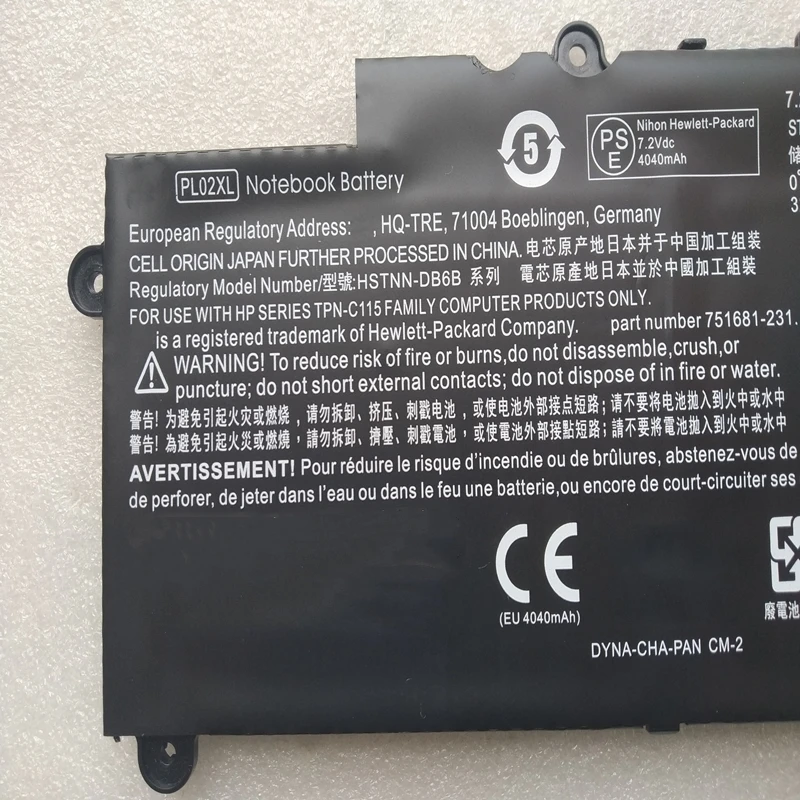 5
PS
E
Nihon Hewlett-Packard
7.2Vdc
4040mAh
PL02XL Notebook Battery
European Regulatory Address: , HQ-TRE, 71004 Boeblingen, Germany
CELL ORIGIN JAPAN FURTHER PROCESSED IN CHINA. 电芯原产地日本并于中国加工组装
Regulatory Model Number/型號:HSTNN-DB6B 系列 電芯原産地日本並於中國加工組裝
FOR USE WITH HP SERIES TPN-C115 FAMILY COMPUTER PRODUCTS ONLY.
is a registered trademark of Hewlett-Packard Company. part number 751681-231.
WARNING! To reduce risk of fire or burns,do not disassemble,crush,or
puncture; do not short external contacts; do not dispose of in fire or water.
警告! 为避免引起火灾或燃烧，请勿拆卸、挤压、刺戳电池，或使电池外部接点短路；请不要将电池抛入到火中或水中
警告! 為避免引起火災或燃燒，請勿拆卸、擠壓、刺戳電池，或使電池外部接點短路；請不要將電池拋入到火中或水中
AVERTISSEMENT! Pour réduire le risque d'incendie ou de brûlures, abstenez-vous de
de perforer, de jeter dans l'eau ou dans le feu une batterie,ou encore de court-circuiter ses
CE
(EU 4040mAh)
廢電池
DYNA-CHA-PAN CM-2